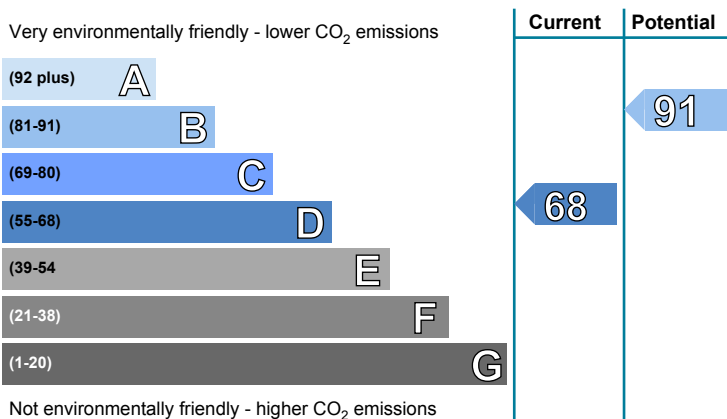 Current Potential
Very environmentally friendly - lower CO2 emissions
(92 plus) A
(81-91) B
91
(69-80) C
(55-68) D
68
(39-54 E
(21-38) F
(1-20) G
Not environmentally friendly - higher CO2 emissions